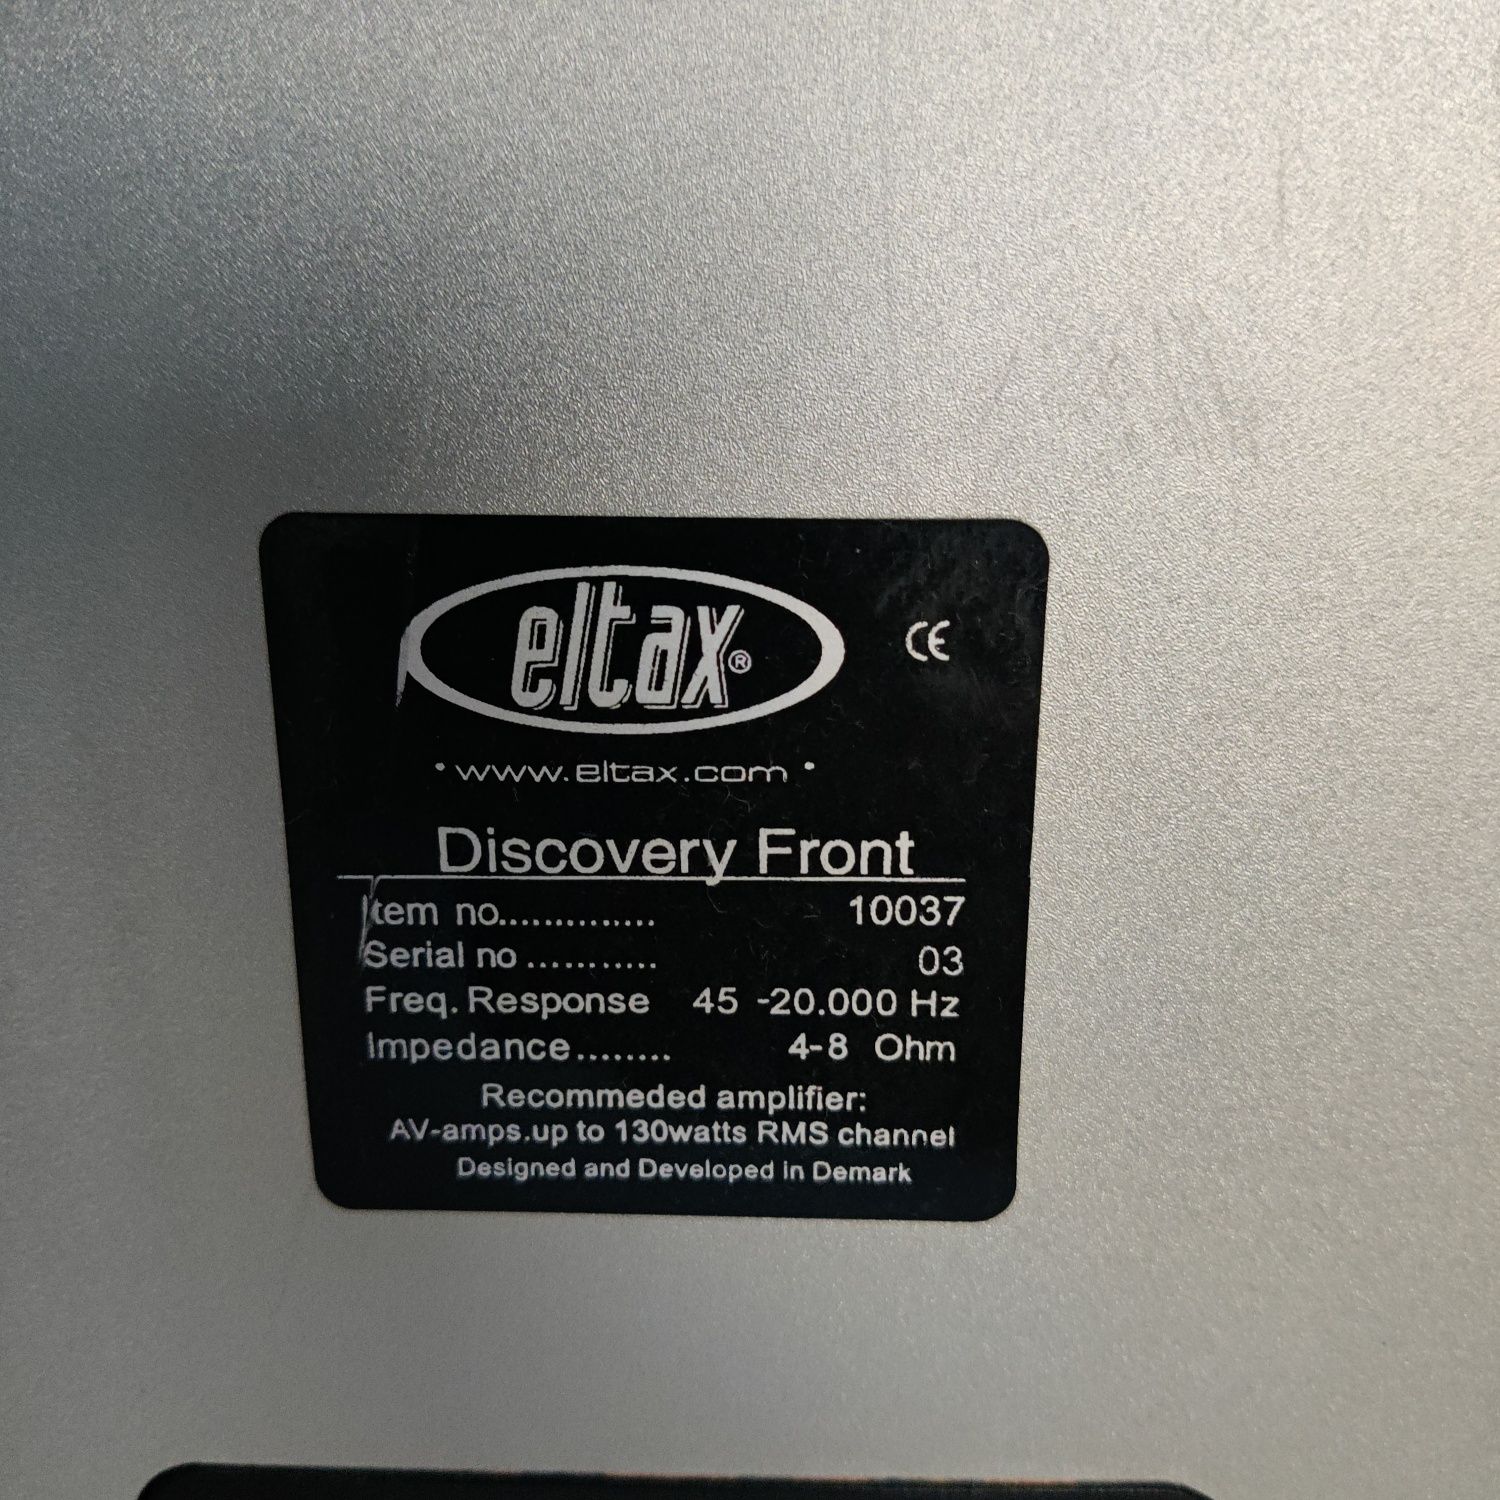 eltax®
CE
• www.eltax.com •
Discovery Front
Item no.............. 10037
Serial no ........... 03
Freq. Response 45 -20.000 Hz
Impedance........ 4-8 Ohm
Recommeded amplifier:
AV-amps.up to 130watts RMS channel
Designed and Developed in Demark